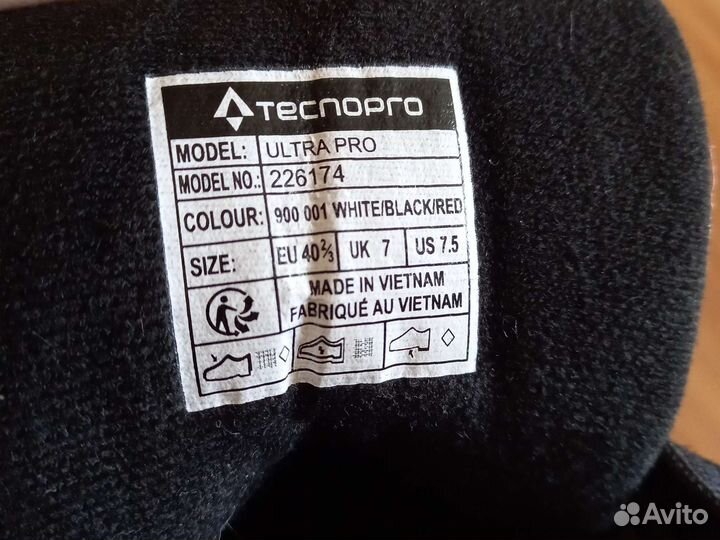 TECNOPRO
MODEL: ULTRA PRO
MODEL NO.: 226174
COLOUR: 900 001 WHITE/BLACK/RED
SIZE: EU 40⅔ UK 7 US 7.5
MADE IN VIETNAM
FABRIQUÉ AU VIETNAM
Avito